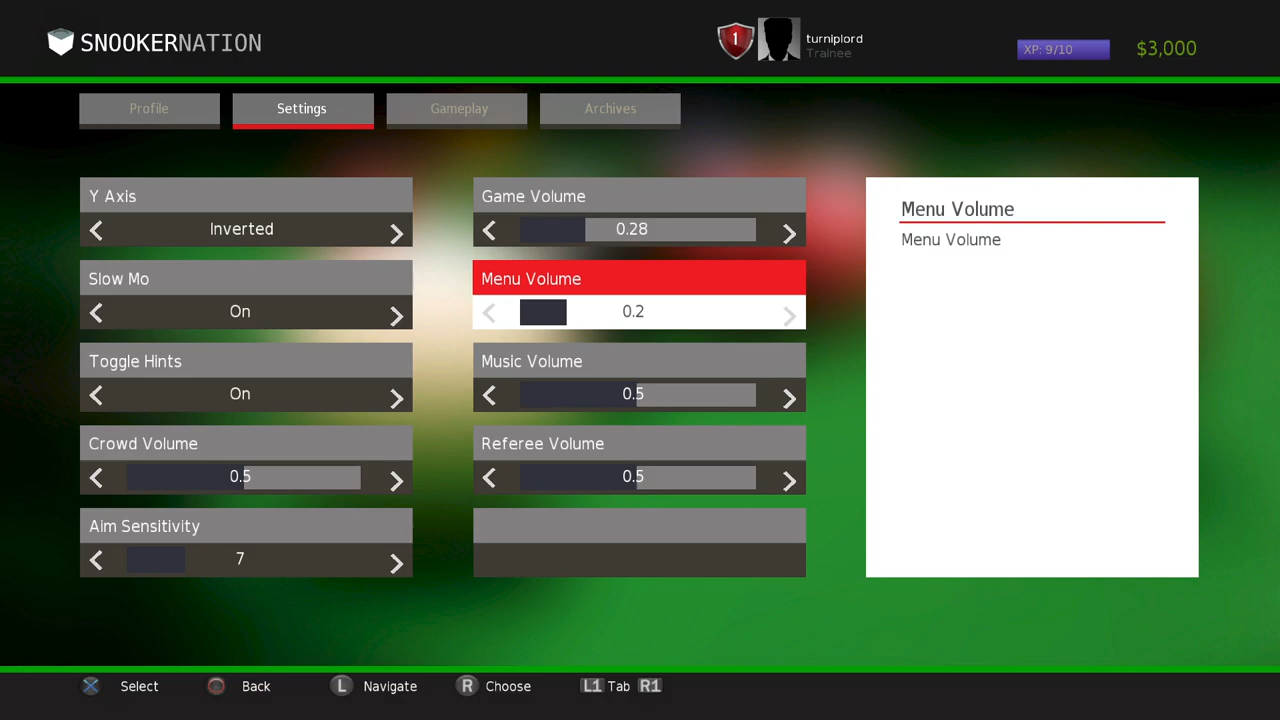 SNOOKERNATION
1
turniplord
Trainee
XP: 9/10
$3,000
Profile
Settings
Gameplay
Archives
Y Axis
Inverted
Slow Mo
On
Toggle Hints
On
Crowd Volume
0.5
Aim Sensitivity
7
Game Volume
0.28
Menu Volume
0.2
Music Volume
0.5
Referee Volume
0.5
Menu Volume
Menu Volume
Select
Back
L Navigate
R Choose
L1 Tab R1